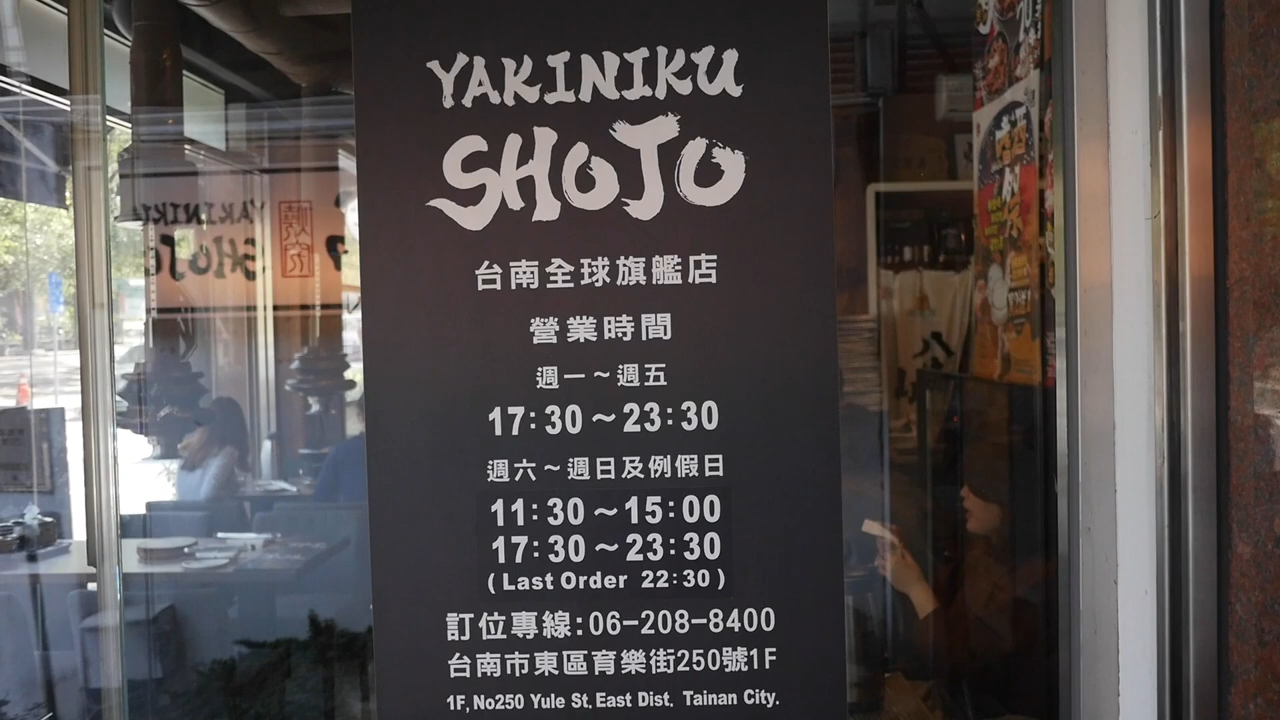 YAKINIKU
SHOJO
台南全球旗艦店
營業時間
週一～週五
17:30～23:30
週六～週日及例假日
11:30～15:00
17:30～23:30
(Last Order 22:30)
訂位專線:06-208-8400
台南市東區育樂街250號1F
1F, No250 Yule St. East Dist. Tainan City.
YAKINIKU
SHOJO